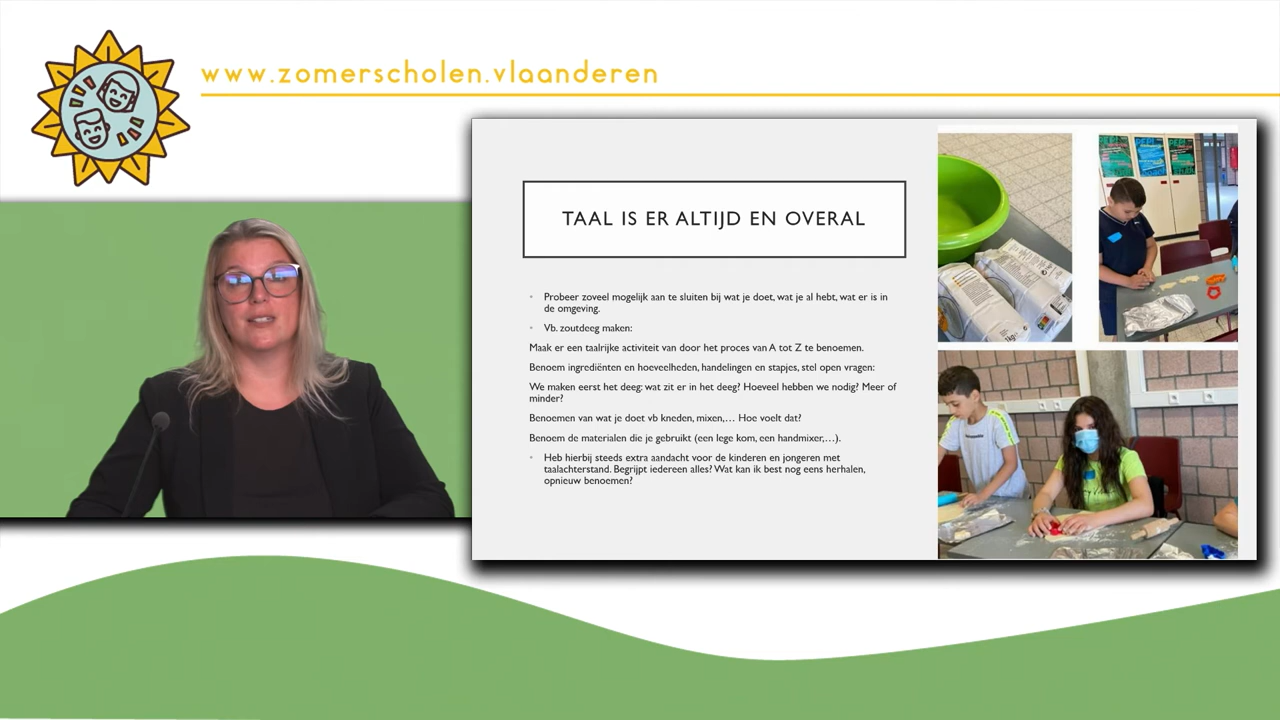 www.zomerscholen.vlaanderen
TAAL IS ER ALTIJD EN OVERAL
Probeer zoveel mogelijk aan te sluiten bij wat je doet, wat je al hebt, wat er is in
de omgeving.
Vb. zoutdeeg maken:
Maak er een taalrijke activiteit van door het proces van A tot Z te benoemen.
Benoem ingrediënten en hoeveelheden, handelingen en stapjes, stel open vragen:
We maken eerst het deeg: wat zit er in het deeg? Hoeveel hebben we nodig? Meer of
minder?
Benoemen van wat je doet vb kneden, mixen,… Hoe voelt dat?
Benoem de materialen die je gebruikt (een lege kom, een handmixer,…).
Heb hierbij steeds extra aandacht voor de kinderen en jongeren met
taalachterstand. Begrijpt iedereen alles? Wat kan ik best nog eens herhalen,
opnieuw benoemen?